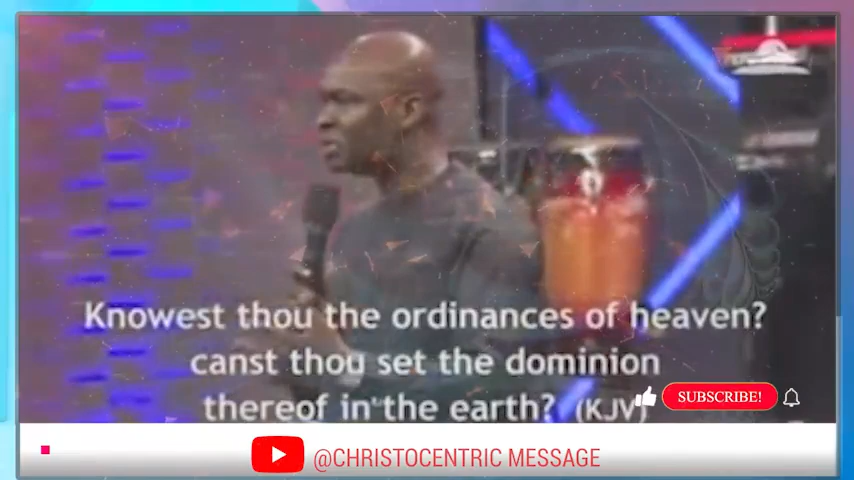 Knowest thou the ordinances of heaven?
canst thou set the dominion
thereof in the earth? (KJV)
SUBSCRIBE!
@CHRISTOCENTRIC MESSAGE